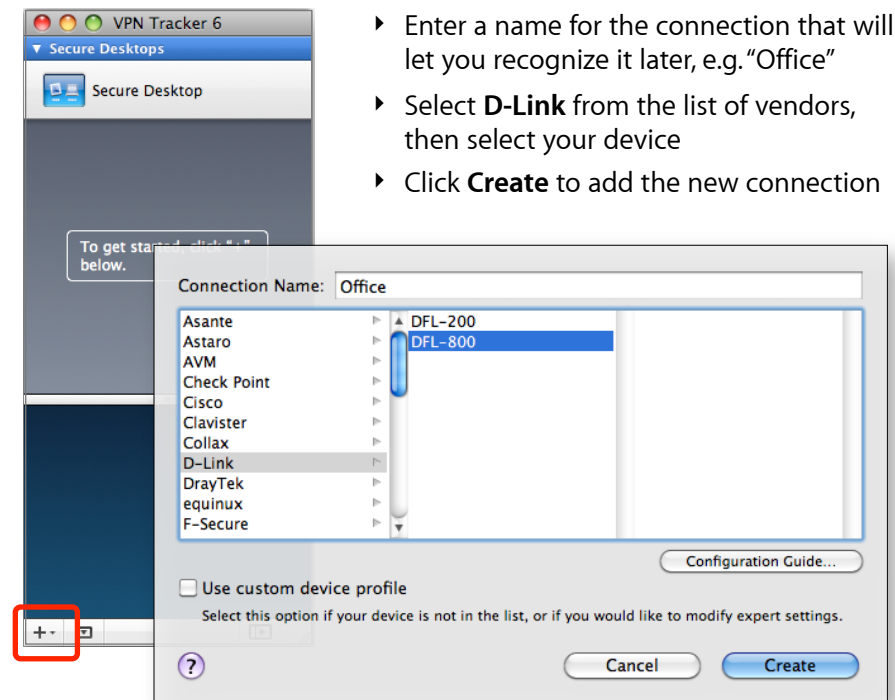 VPN Tracker 6
Secure Desktops
Secure Desktop
‣ Enter a name for the connection that will
let you recognize it later, e.g. “Office”
‣ Select D-Link from the list of vendors,
then select your device
‣ Click Create to add the new connection
To get started, click "+"
below.
Connection Name: Office
Asante
Astaro
AVM
Check Point
Cisco
Clavister
Collax
D-Link
DrayTek
equinux
F-Secure
DFL-200
DFL-800
Configuration Guide...
Use custom device profile
Select this option if your device is not in the list, or if you would like to modify expert settings.
?
Cancel
Create